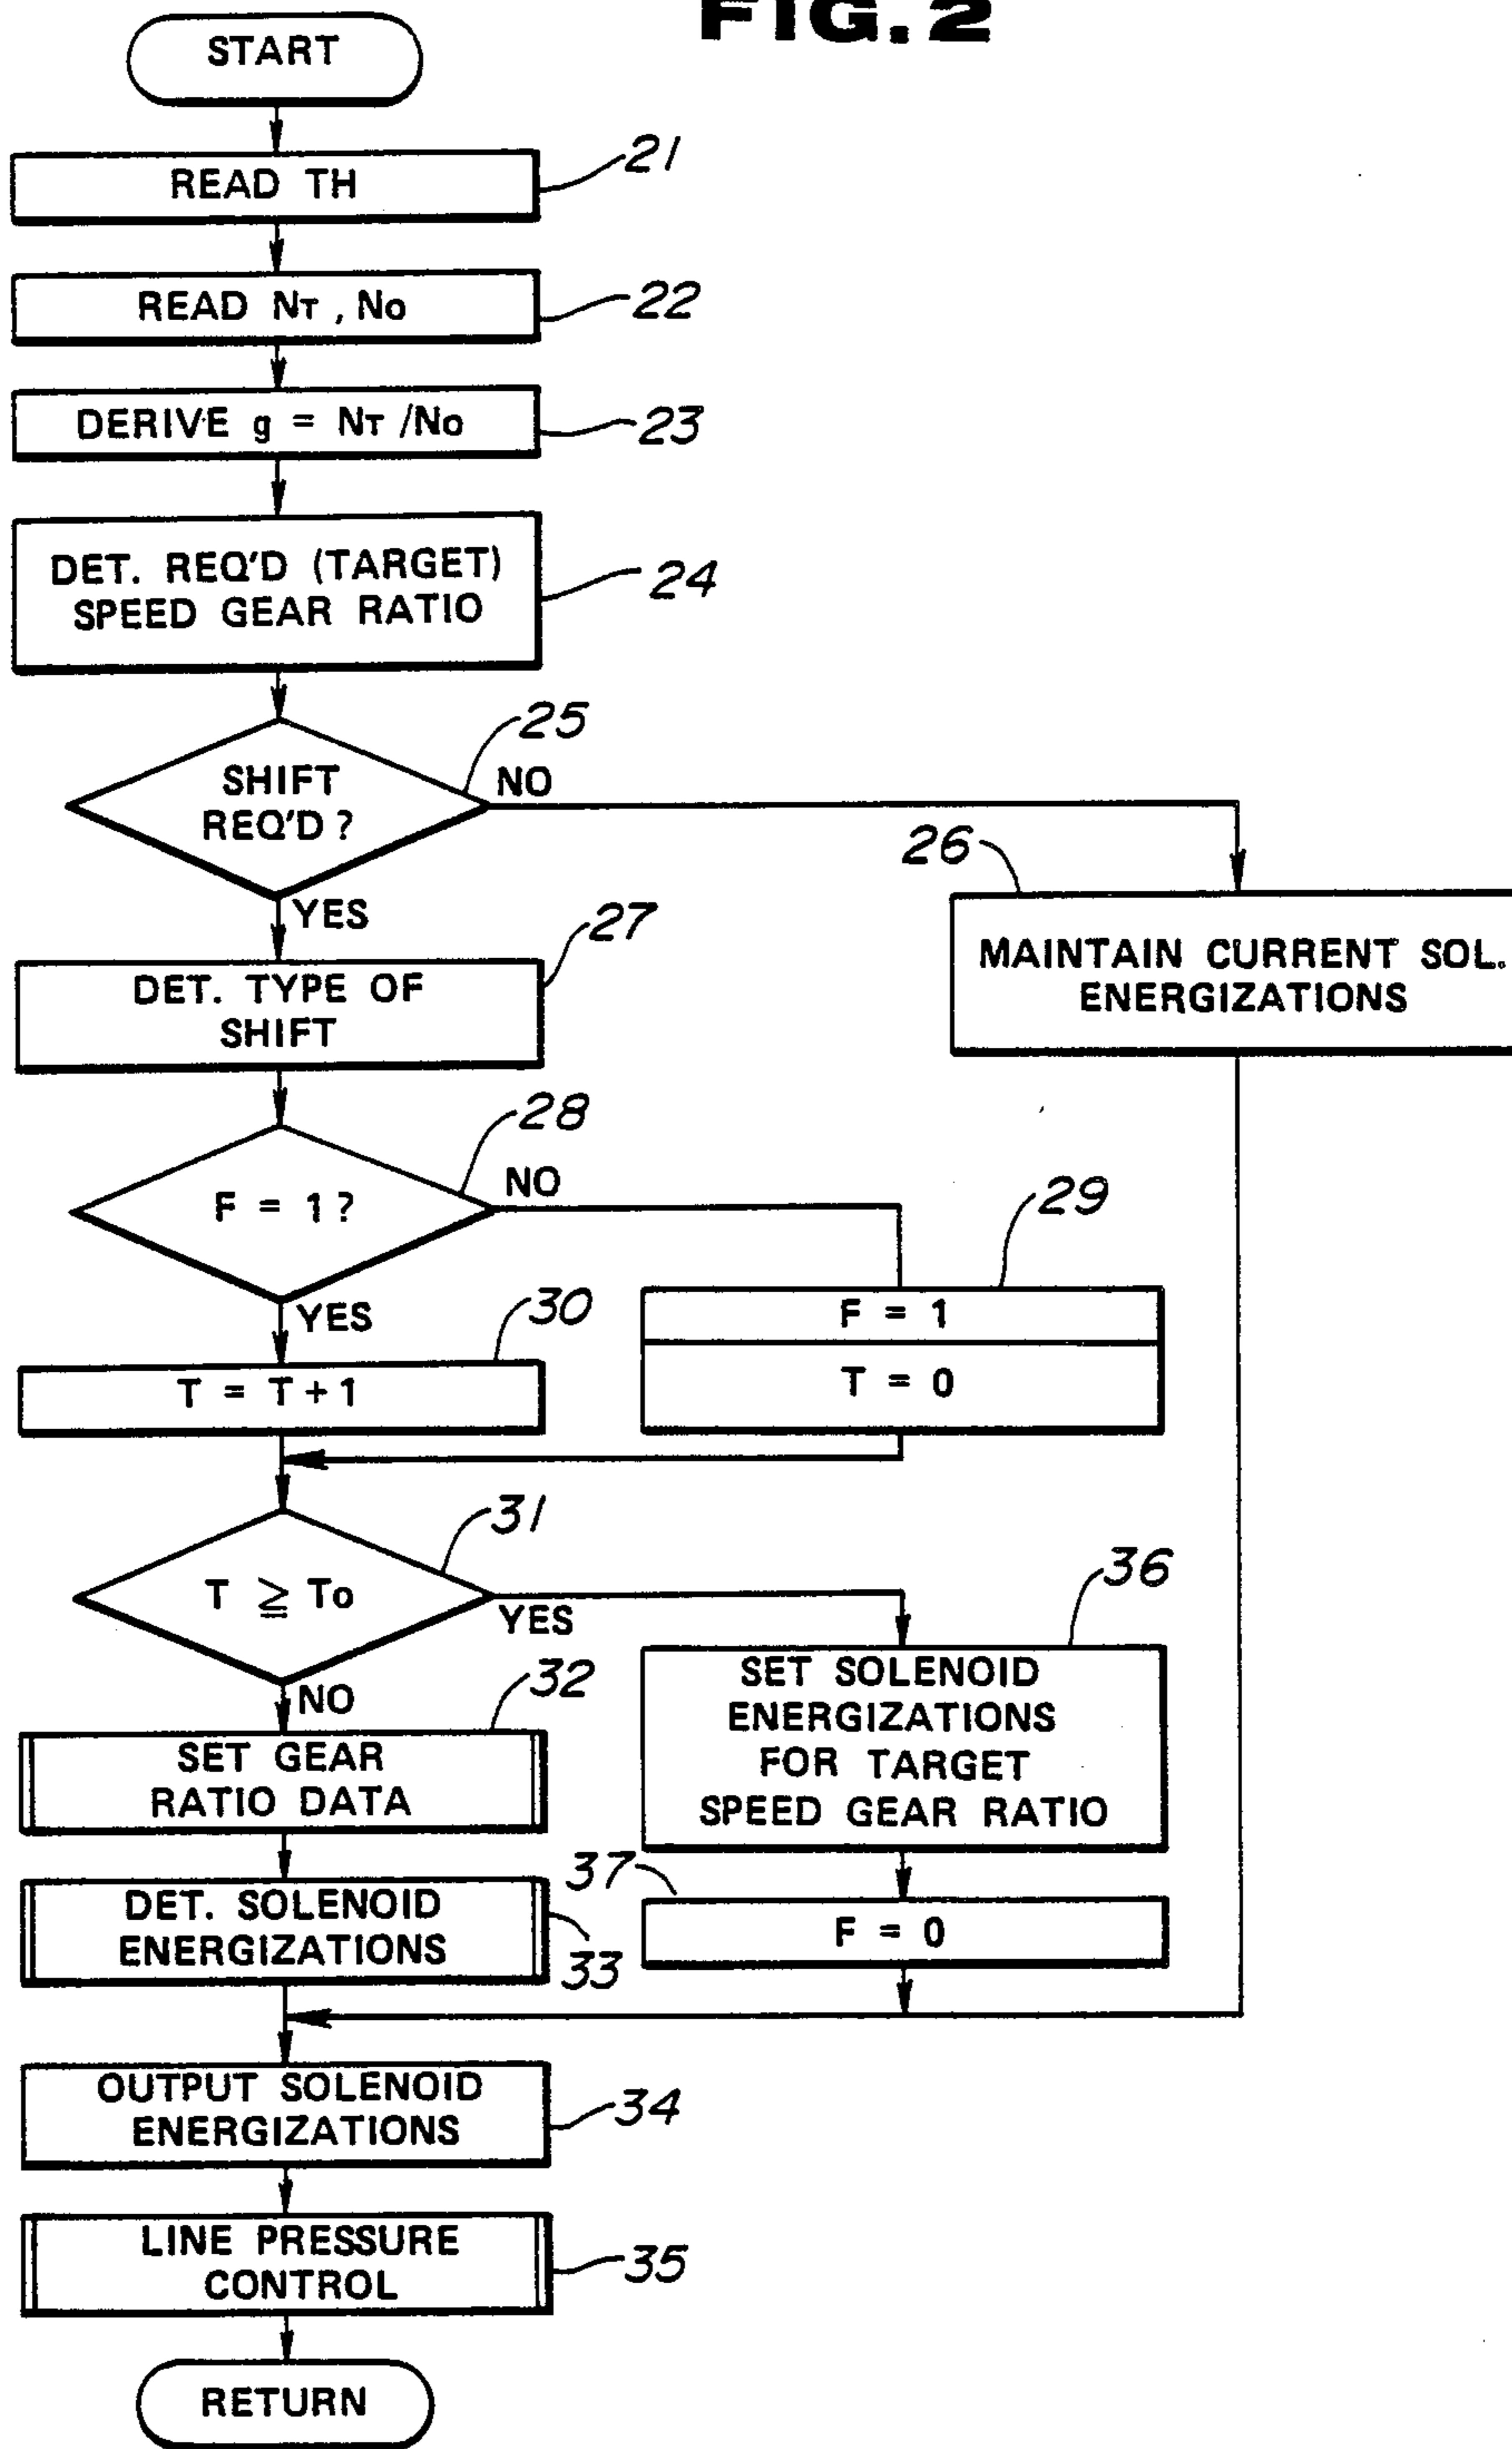 FIG. 2
START
READ TH
21
READ NT , No
22
DERIVE g = NT /No
23
DET. REQ'D (TARGET)
SPEED GEAR RATIO
24
SHIFT
REQ'D ?
25
NO
YES
26
MAINTAIN CURRENT SOL.
ENERGIZATIONS
27
DET. TYPE OF
SHIFT
28
F = 1 ?
NO
YES
29
F = 1
T = 0
30
T = T + 1
31
T ≧ To
YES
NO
36
SET SOLENOID
ENERGIZATIONS
FOR TARGET
SPEED GEAR RATIO
32
SET GEAR
RATIO DATA
37
F = 0
DET. SOLENOID
ENERGIZATIONS
33
OUTPUT SOLENOID
ENERGIZATIONS
34
LINE PRESSURE
CONTROL
35
RETURN